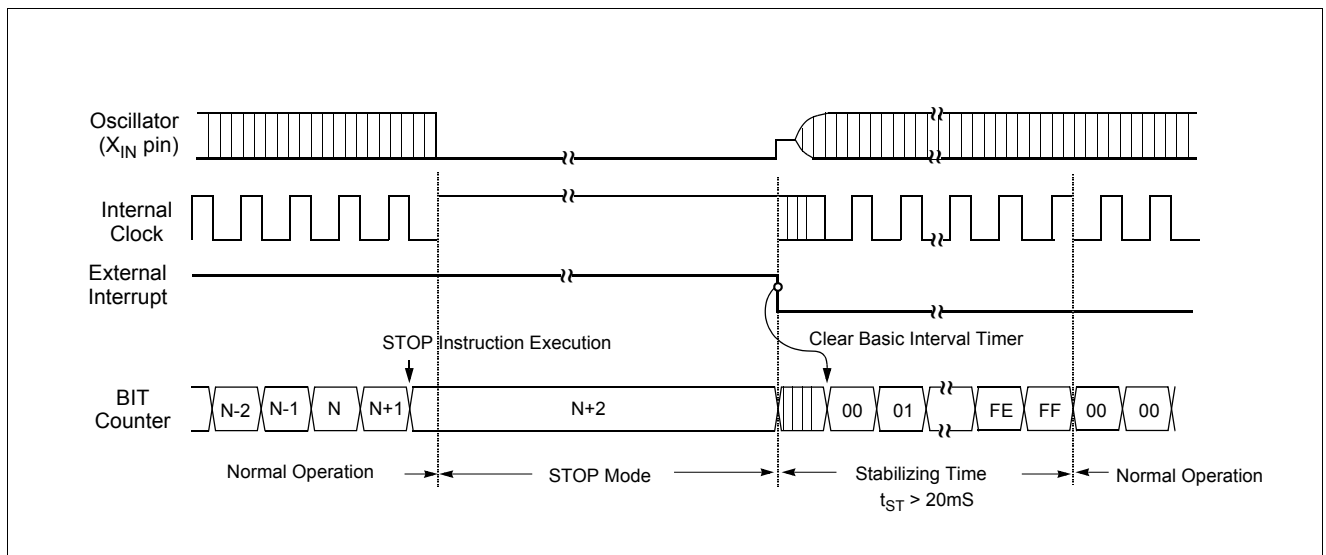 Oscillator
(XIN pin)
Internal
Clock
External
Interrupt
STOP Instruction Execution
Clear Basic Interval Timer
BIT
Counter
N-2 N-1 N N+1 N+2 00 01 FE FF 00 00
Normal Operation STOP Mode Stabilizing Time Normal Operation
tST > 20mS